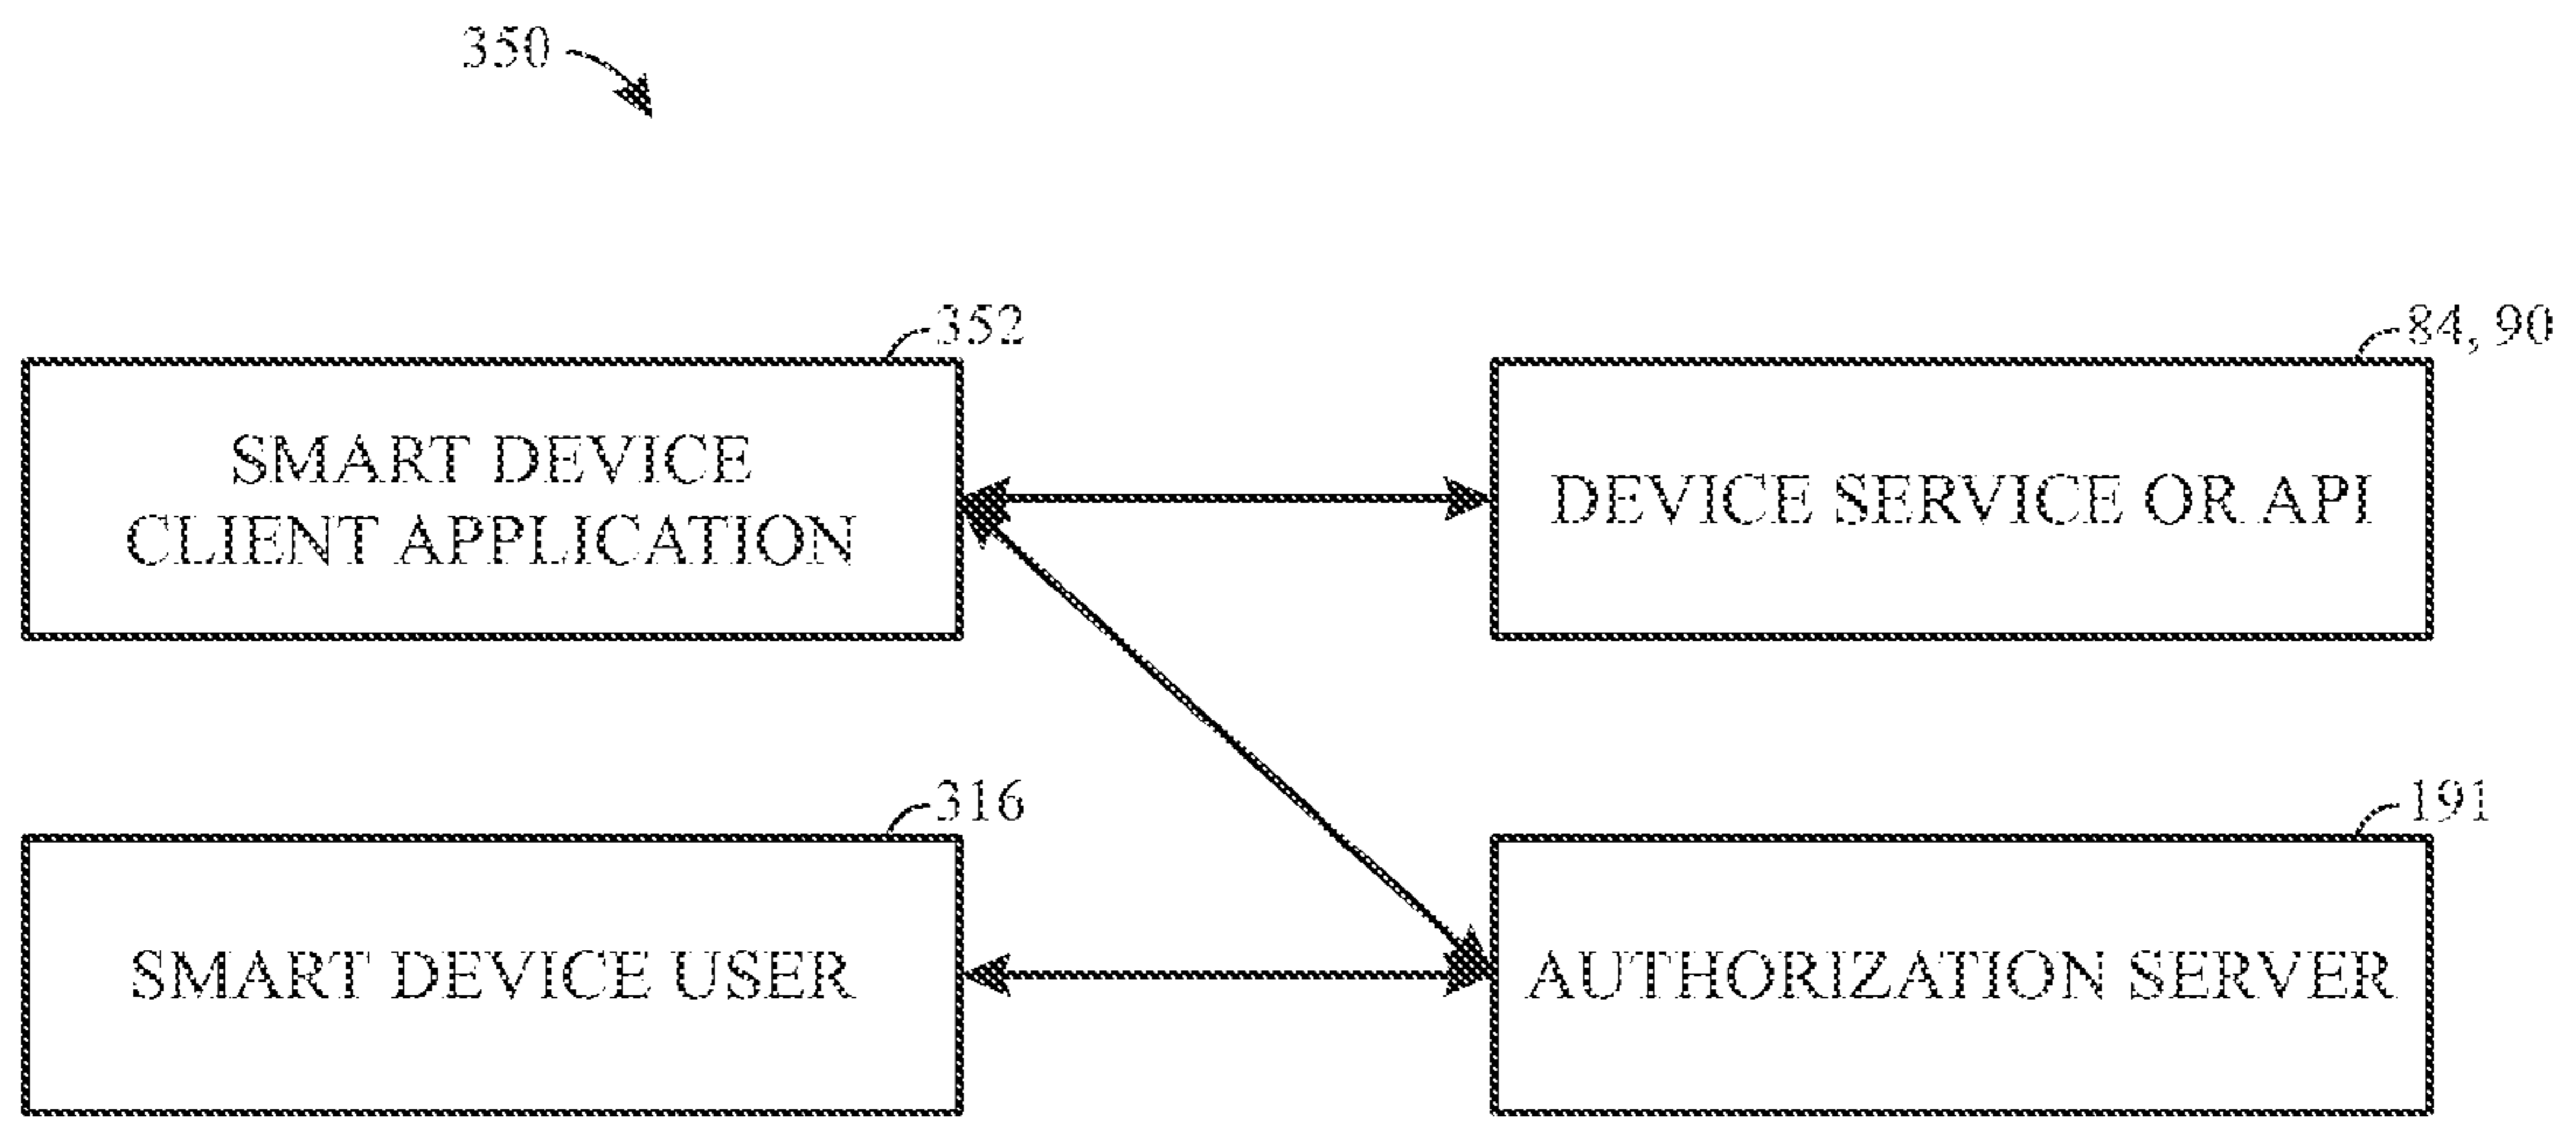 350
352
84, 90
SMART DEVICE
CLIENT APPLICATION
DEVICE SERVICE OR API
316
191
SMART DEVICE USER
AUTHORIZATION SERVER